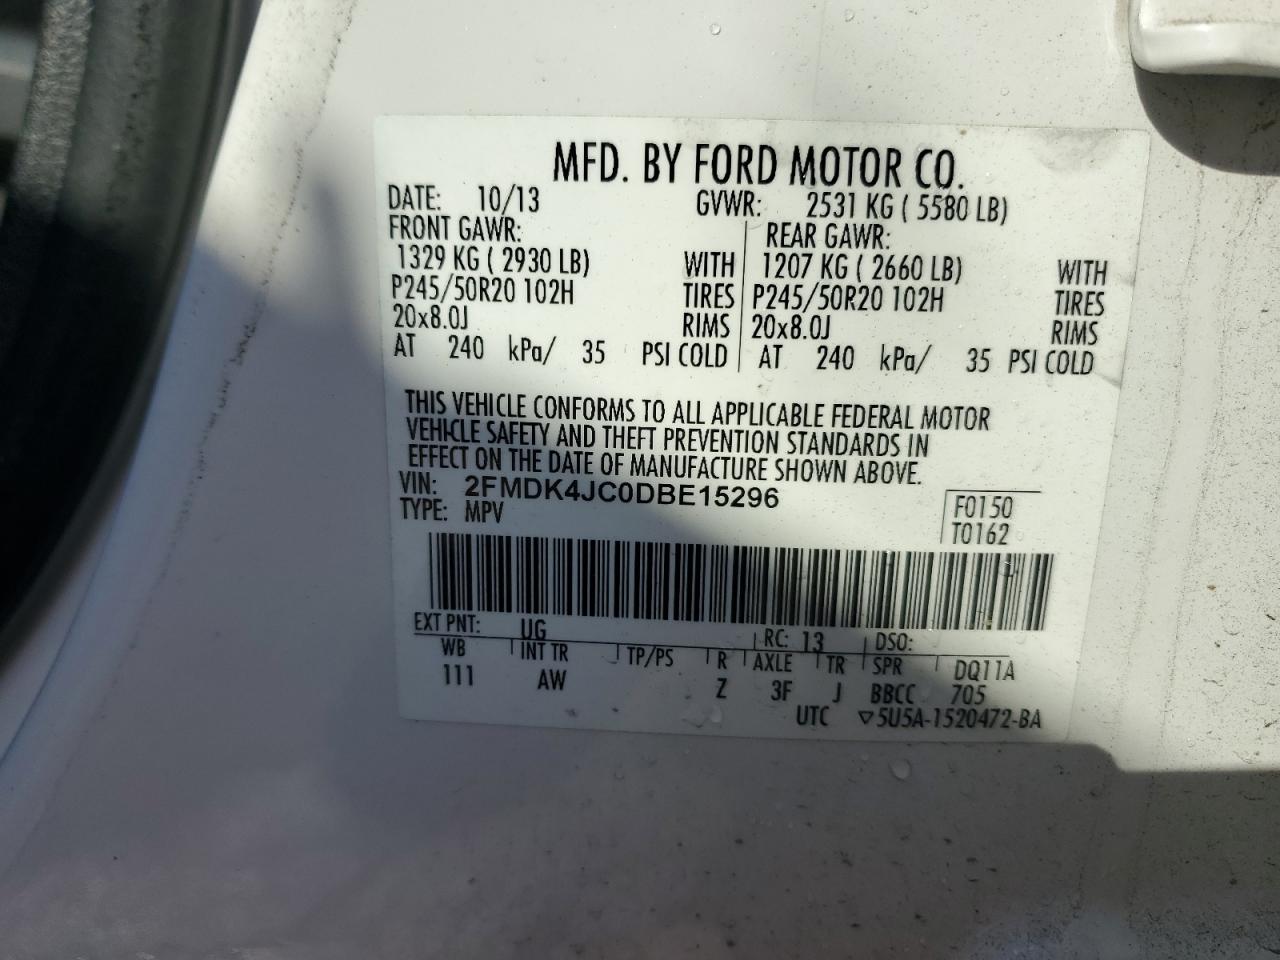 MFD. BY FORD MOTOR CO.
DATE: 10/13 GVWR: 2531 KG ( 5580 LB)
FRONT GAWR: REAR GAWR:
1329 KG ( 2930 LB) WITH 1207 KG ( 2660 LB) WITH
P245/50R20 102H TIRES P245/50R20 102H TIRES
20x8.0J RIMS 20x8.0J RIMS
AT 240 kPa/ 35 PSI COLD AT 240 kPa/ 35 PSI COLD
THIS VEHICLE CONFORMS TO ALL APPLICABLE FEDERAL MOTOR
VEHICLE SAFETY AND THEFT PREVENTION STANDARDS IN
EFFECT ON THE DATE OF MANUFACTURE SHOWN ABOVE.
VIN: 2FMDK4JC0DBE15296 F0150
TYPE: MPV T0162
EXT PNT: UG RC: 13 DSO:
WB INT TR TP/PS R AXLE TR SPR DQ11A
111 AW Z 3F J BBCC 705
UTC ▽5U5A-1520472-BA